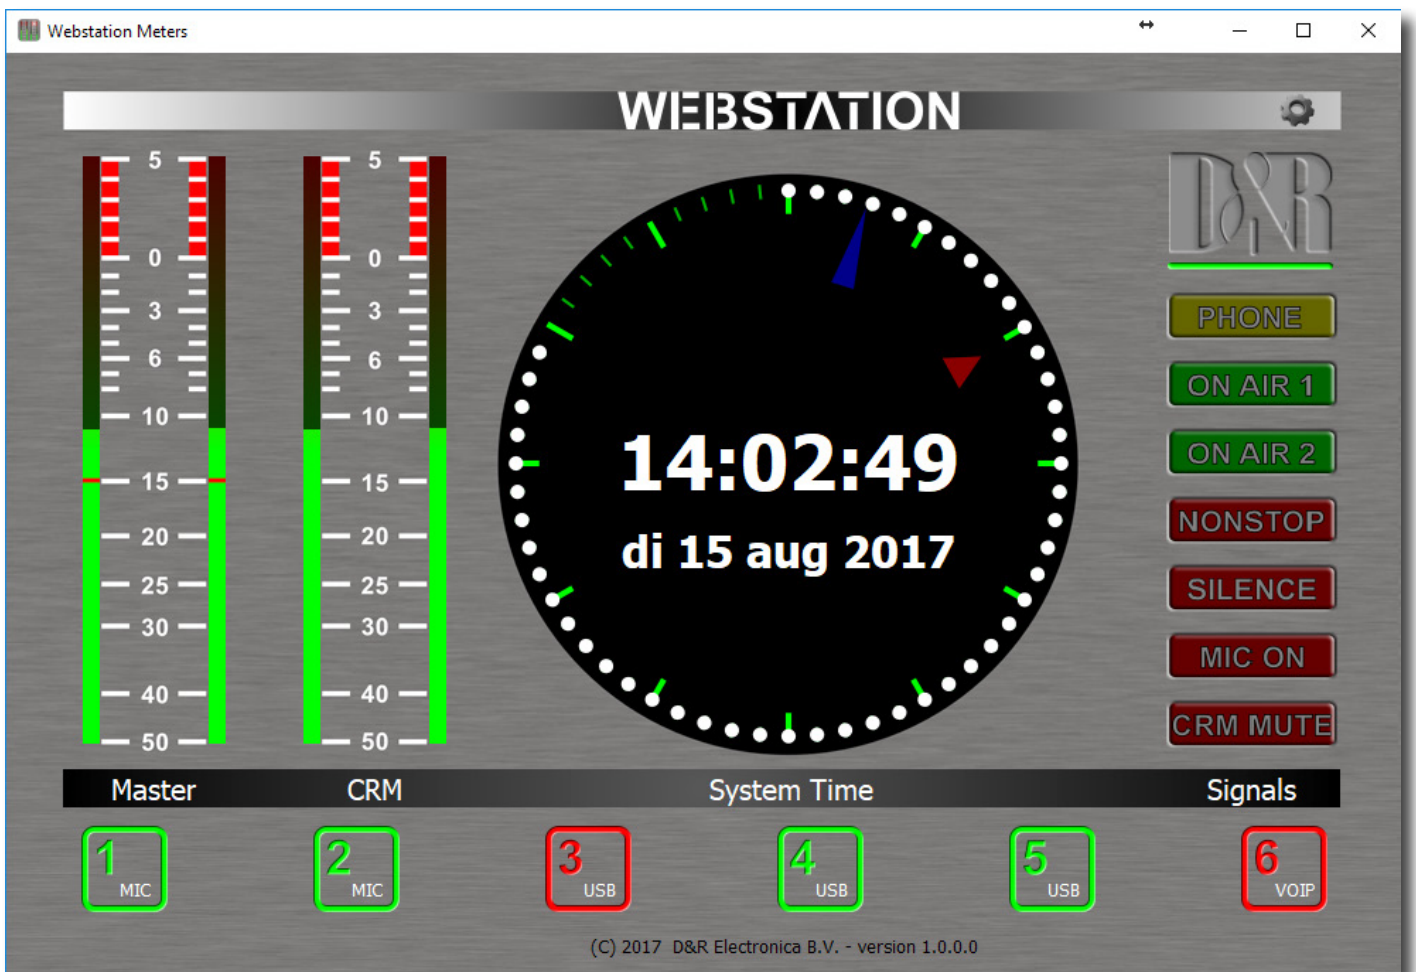 Webstation Meters
WEBSTATION
5 5
0 0
3 3
6 6
10 10
15 15
20 20
25 25
30 30
40 40
50 50
14:02:49
di 15 aug 2017
D&R
PHONE
ON AIR 1
ON AIR 2
NONSTOP
SILENCE
MIC ON
CRM MUTE
Master CRM System Time Signals
1 MIC
2 MIC
3 USB
4 USB
5 USB
6 VOIP
(C) 2017 D&R Electronica B.V. - version 1.0.0.0